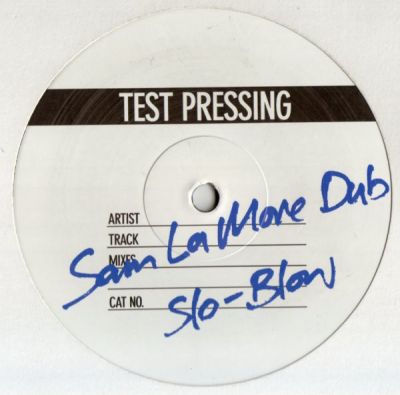 TEST PRESSING
ARTIST
TRACK
MIXES
CAT NO.
Sam La More Dub
Slo-Blow